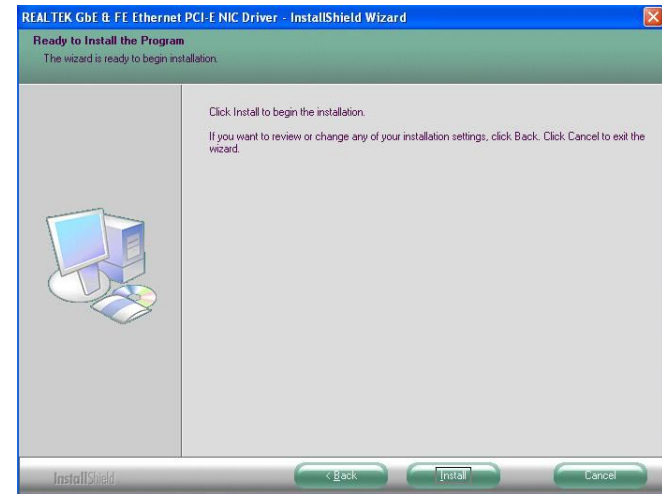 REALTEK GbE & FE Ethernet PCI-E NIC Driver - InstallShield Wizard
Ready to Install the Program
The wizard is ready to begin installation.
Click Install to begin the installation.
If you want to review or change any of your installation settings, click Back. Click Cancel to exit the
wizard.
InstallShield
< Back
Install
Cancel